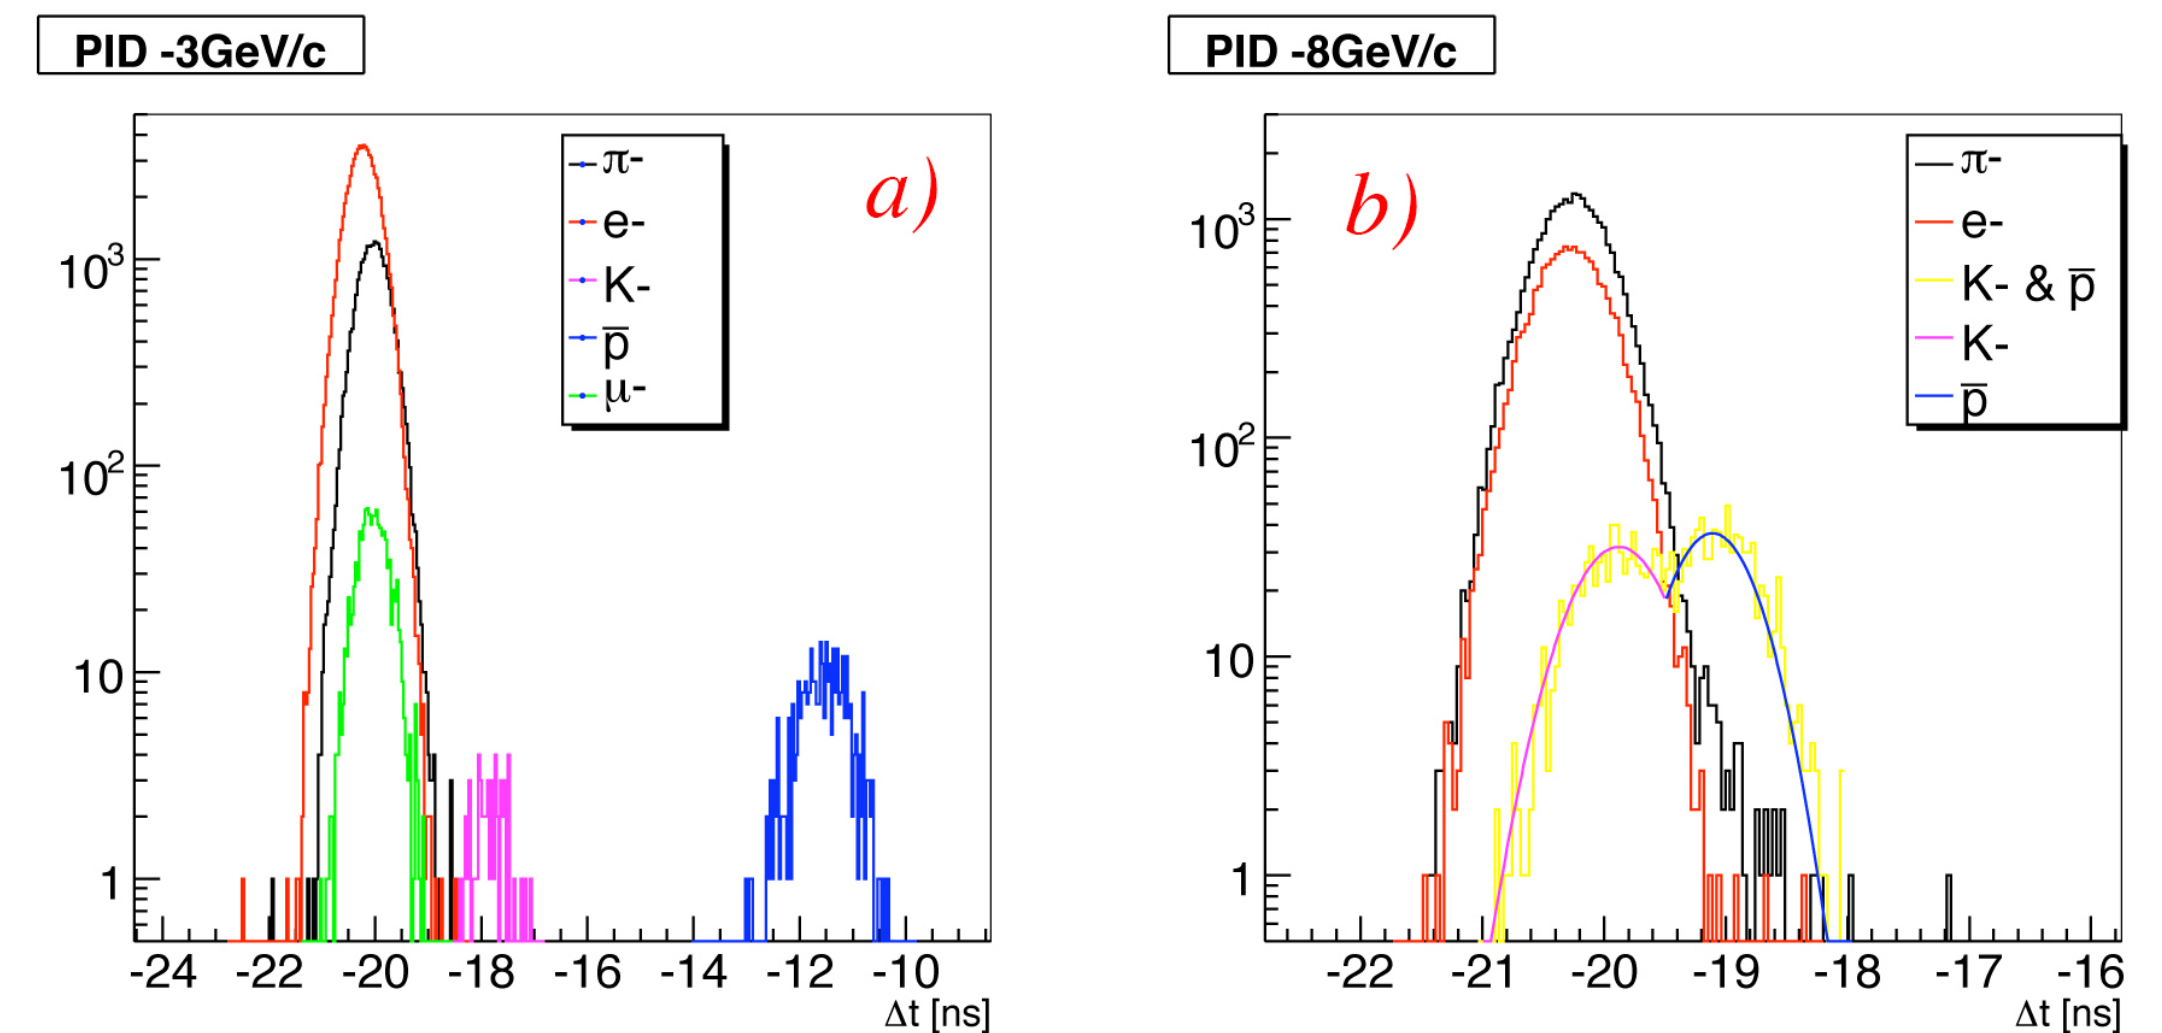 PID -3GeV/c
a)
π-
e-
K-
p̅
μ-
10³
10²
10
1
-24 -22 -20 -18 -16 -14 -12 -10
Δt [ns]
PID -8GeV/c
b)
π-
e-
K- & p̅
K-
p̅
10³
10²
10
1
-22 -21 -20 -19 -18 -17 -16
Δt [ns]